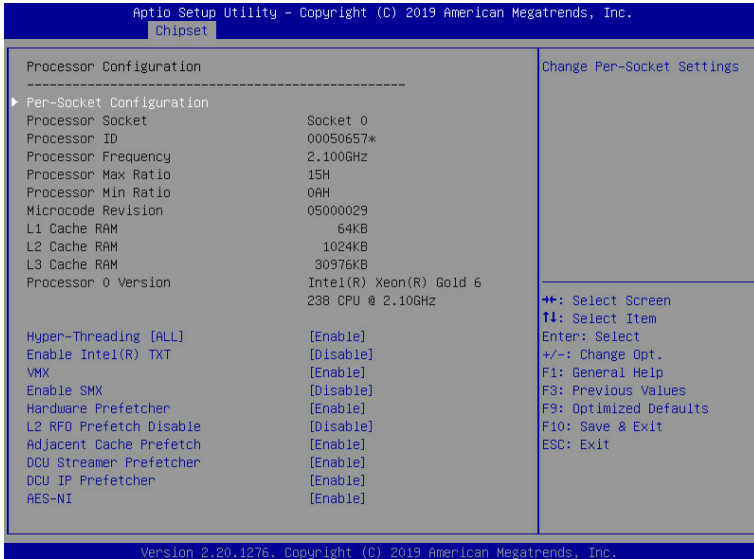 Aptio Setup Utility – Copyright (C) 2019 American Megatrends, Inc.
Chipset
Processor Configuration
--------------------------------------------------
Per-Socket Configuration
Processor Socket Socket 0
Processor ID 00050657*
Processor Frequency 2.100GHz
Processor Max Ratio 15H
Processor Min Ratio 0AH
Microcode Revision 05000029
L1 Cache RAM 64KB
L2 Cache RAM 1024KB
L3 Cache RAM 30976KB
Processor 0 Version Intel(R) Xeon(R) Gold 6
238 CPU @ 2.10GHz
Hyper-Threading [ALL] [Enable]
Enable Intel(R) TXT [Disable]
VMX [Enable]
Enable SMX [Disable]
Hardware Prefetcher [Enable]
L2 RFO Prefetch Disable [Disable]
Adjacent Cache Prefetch [Enable]
DCU Streamer Prefetcher [Enable]
DCU IP Prefetcher [Enable]
AES-NI [Enable]
Change Per-Socket Settings
→←: Select Screen
↑↓: Select Item
Enter: Select
+/-: Change Opt.
F1: General Help
F3: Previous Values
F9: Optimized Defaults
F10: Save & Exit
ESC: Exit
Version 2.20.1276. Copyright (C) 2019 American Megatrends, Inc.